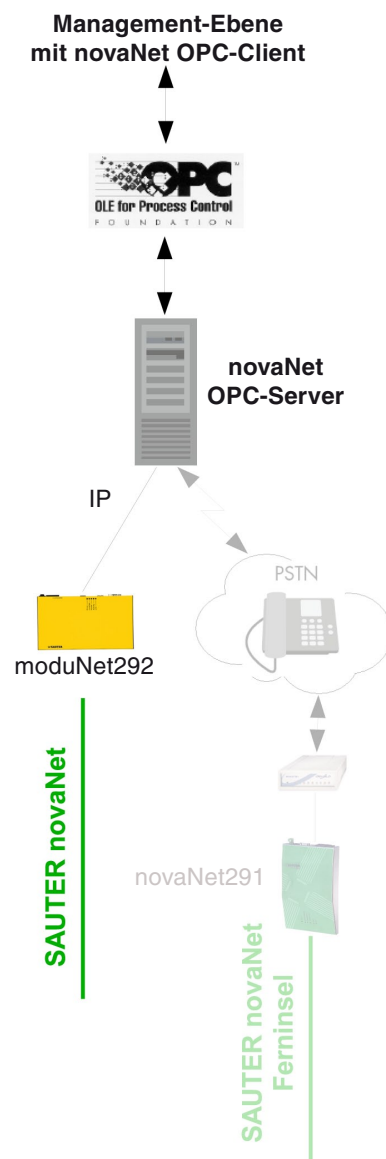 Management-Ebene
mit novaNet OPC-Client
OPC
TM
OLE for Process Control
FOUNDATION
novaNet
OPC-Server
IP
PSTN
moduNet292
novaNet291
SAUTER novaNet
SAUTER novaNet
Ferninsel